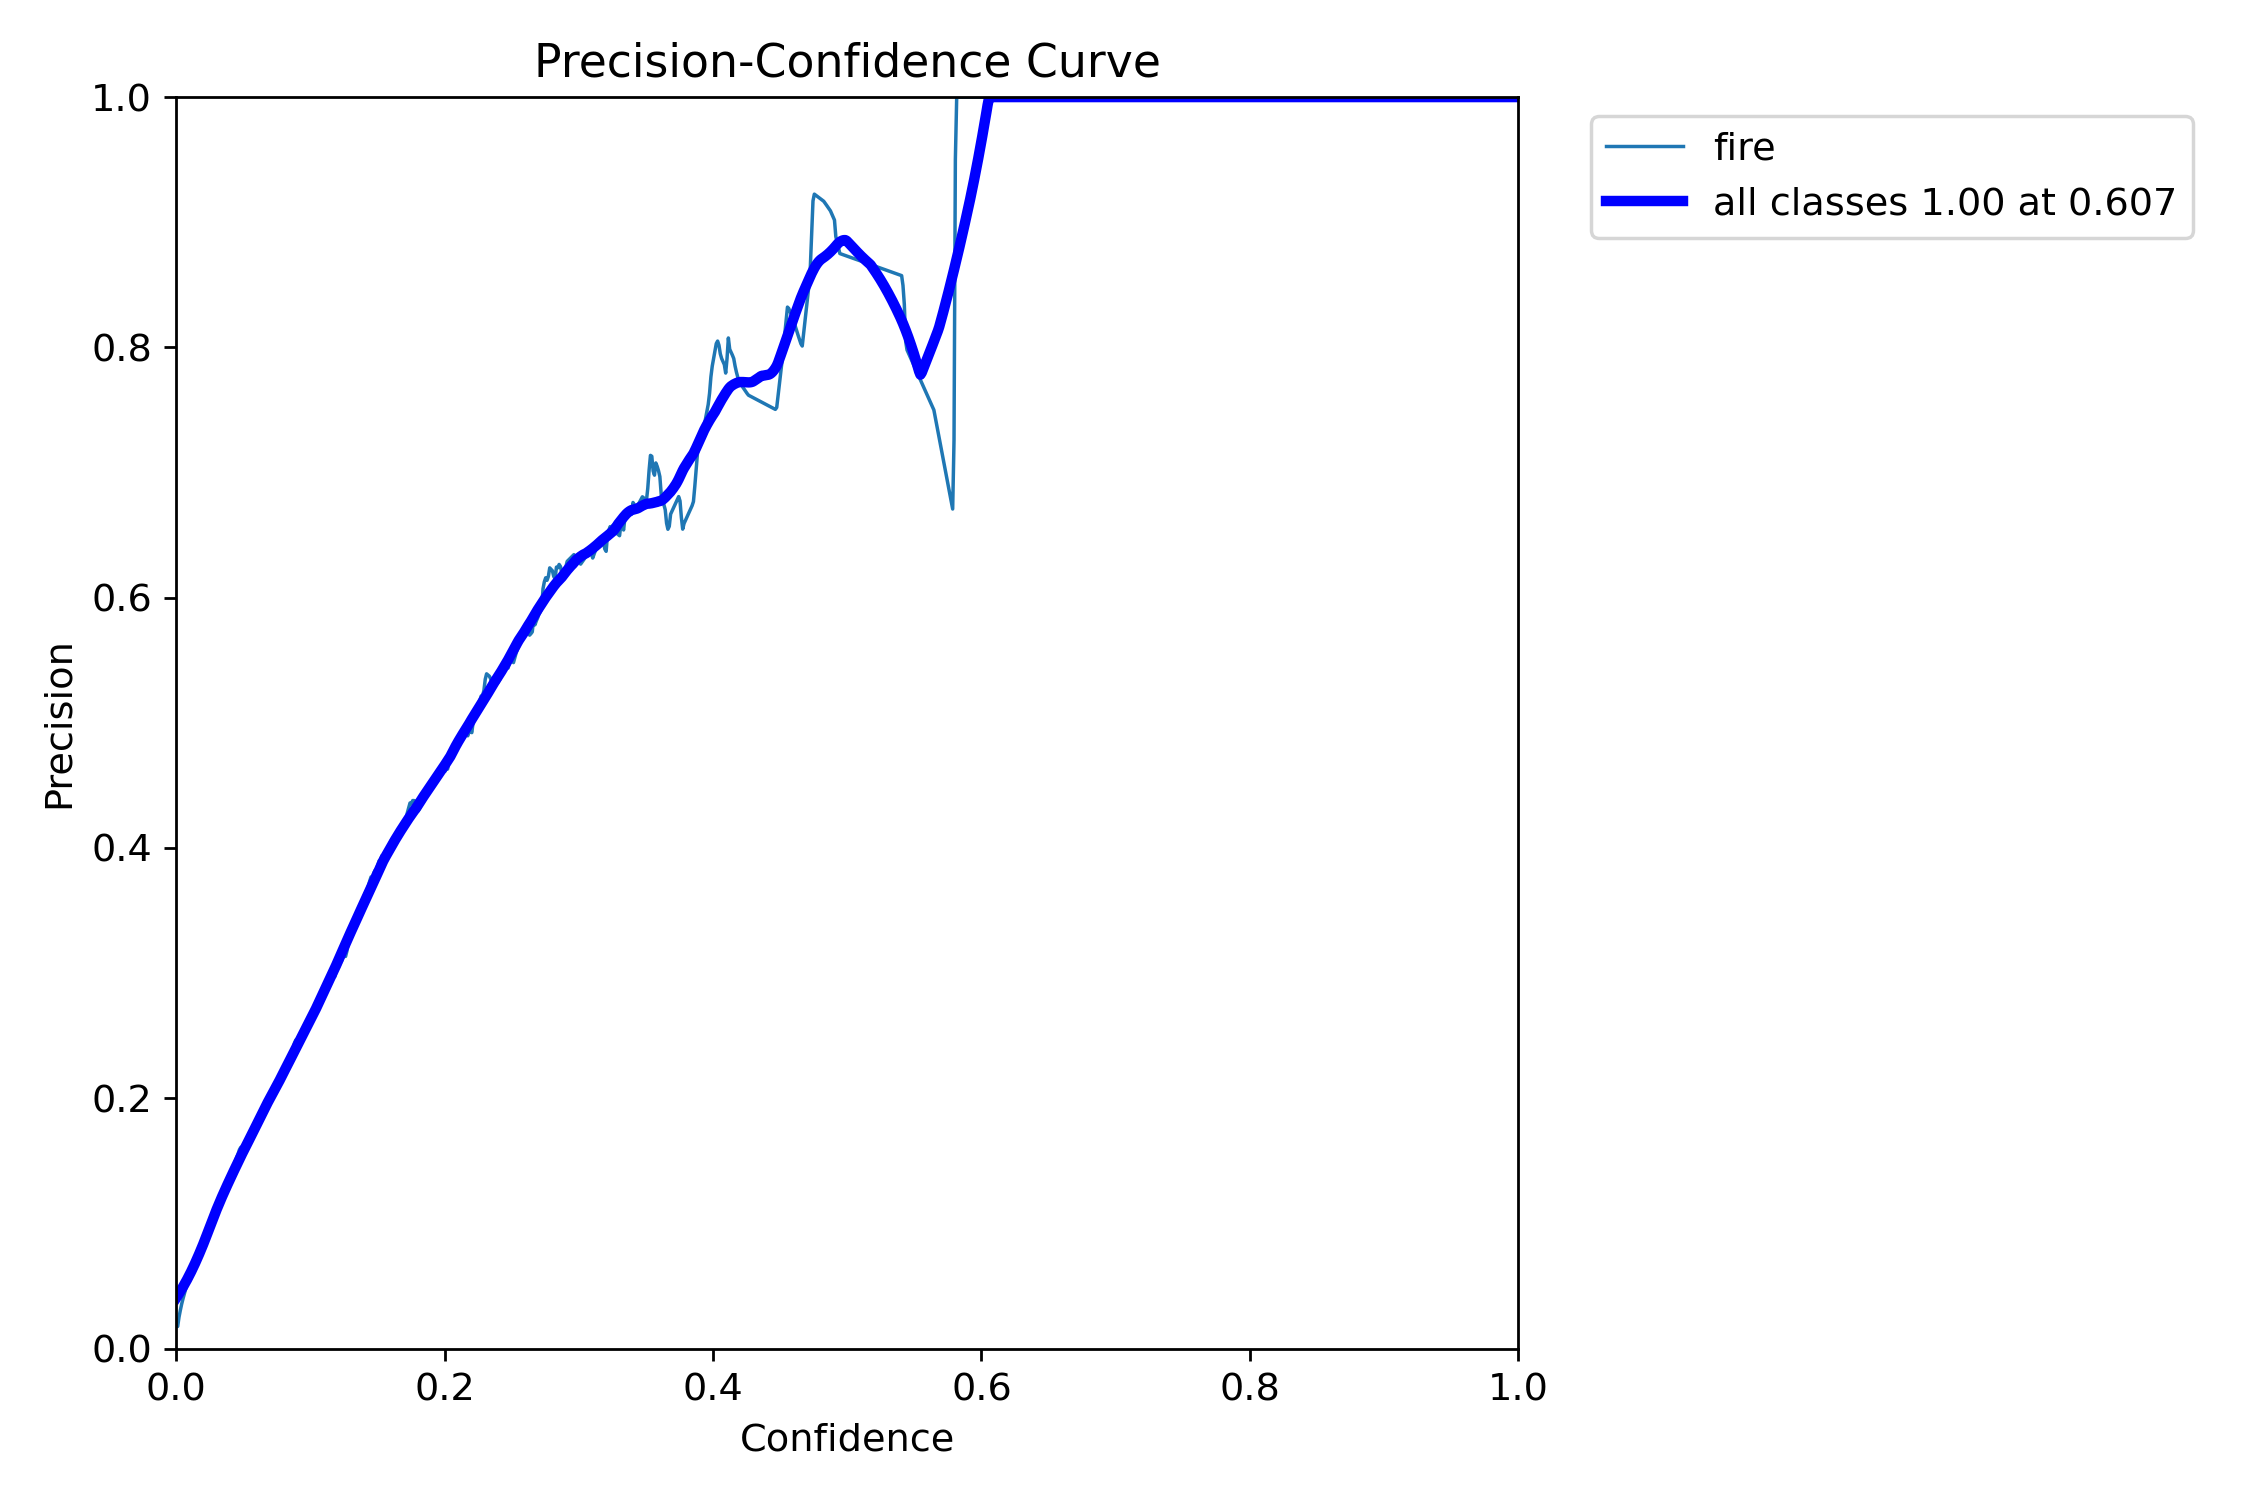 Precision-Confidence Curve
fire
all classes 1.00 at 0.607
1.0
0.8
0.6
0.4
0.2
0.0
Precision
0.0 0.2 0.4 0.6 0.8 1.0
Confidence